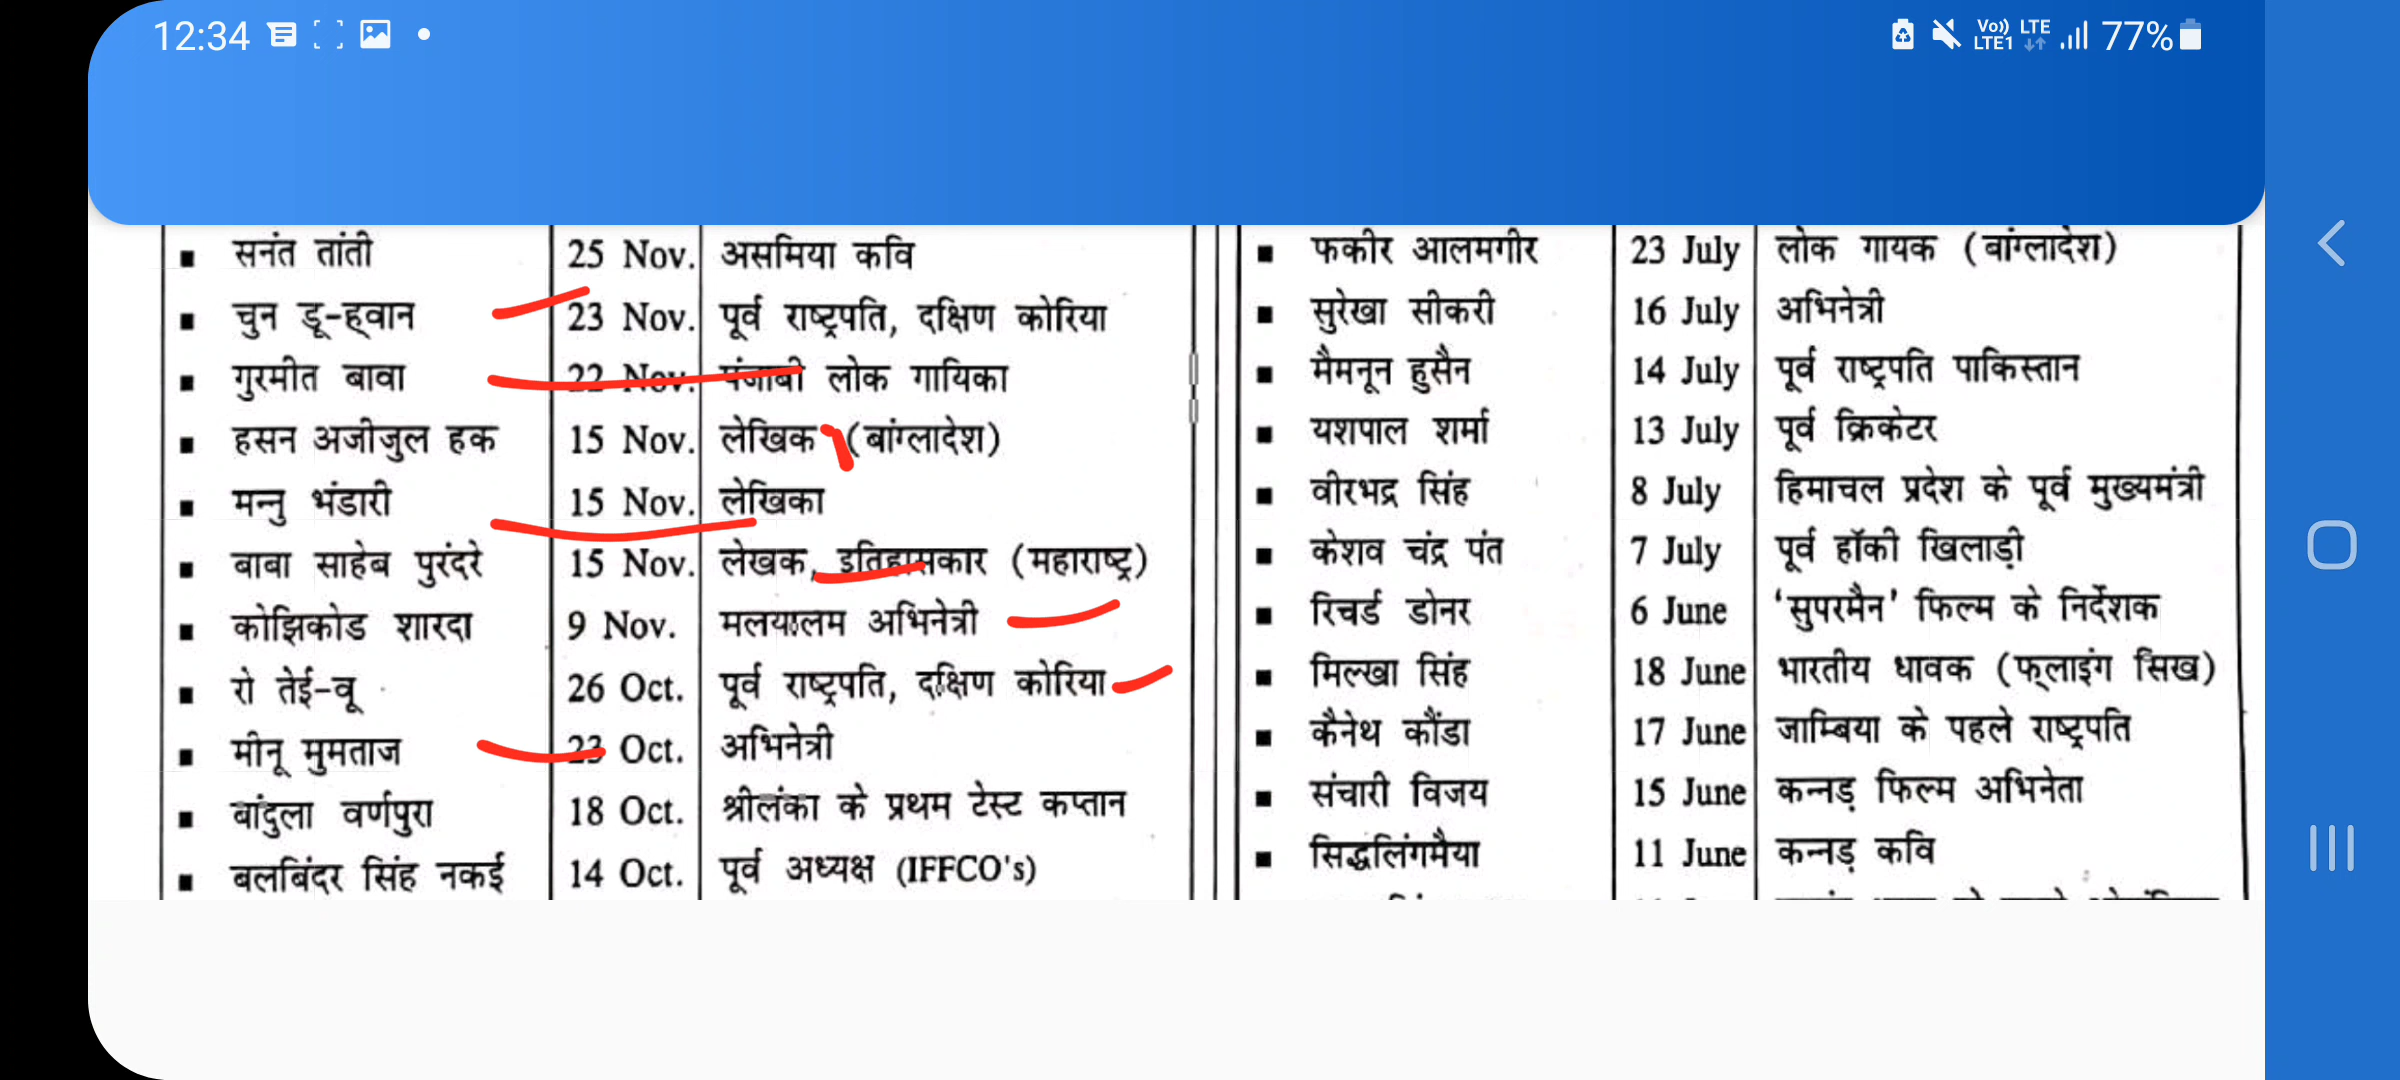 12:34
Vo)) LTE1 LTE 77%
▪ सनंत तांती 25 Nov. असमिया कवि
▪ चुन डू-ह्वान 23 Nov. पूर्व राष्ट्रपति, दक्षिण कोरिया
▪ गुरमीत बावा 22 Nov. पंजाबी लोक गायिका
▪ हसन अजीजुल हक 15 Nov. लेखिक (बांग्लादेश)
▪ मन्नु भंडारी 15 Nov. लेखिका
▪ बाबा साहेब पुरंदरे 15 Nov. लेखक, इतिहासकार (महाराष्ट्र)
▪ कोझिकोड शारदा 9 Nov. मलयालम अभिनेत्री
▪ रो तेई-वू 26 Oct. पूर्व राष्ट्रपति, दक्षिण कोरिया
▪ मीनू मुमताज 23 Oct. अभिनेत्री
▪ बांदुला वर्णपुरा 18 Oct. श्रीलंका के प्रथम टेस्ट कप्तान
▪ बलबिंदर सिंह नकई 14 Oct. पूर्व अध्यक्ष (IFFCO's)
▪ फकीर आलमगीर 23 July लोक गायक (बांग्लादेश)
▪ सुरेखा सीकरी 16 July अभिनेत्री
▪ मैमनून हुसैन 14 July पूर्व राष्ट्रपति पाकिस्तान
▪ यशपाल शर्मा 13 July पूर्व क्रिकेटर
▪ वीरभद्र सिंह 8 July हिमाचल प्रदेश के पूर्व मुख्यमंत्री
▪ केशव चंद्र पंत 7 July पूर्व हॉकी खिलाड़ी
▪ रिचर्ड डोनर 6 June 'सुपरमैन' फिल्म के निर्देशक
▪ मिल्खा सिंह 18 June भारतीय धावक (फ्लाइंग सिख)
▪ कैनेथ कौंडा 17 June जाम्बिया के पहले राष्ट्रपति
▪ संचारी विजय 15 June कन्नड़ फिल्म अभिनेता
▪ सिद्धलिंगमैया 11 June कन्नड़ कवि